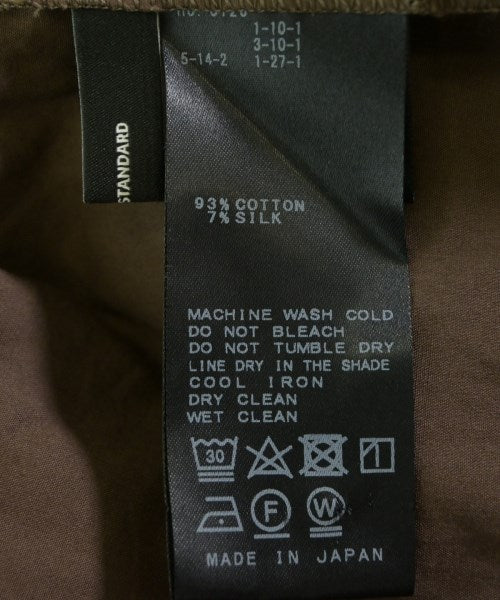 1-10-1
3-10-1
5-14-2 1-27-1
STANDARD
93% COTTON
7% SILK
MACHINE WASH COLD
DO NOT BLEACH
DO NOT TUMBLE DRY
LINE DRY IN THE SHADE
COOL IRON
DRY CLEAN
WET CLEAN
30
F W
MADE IN JAPAN